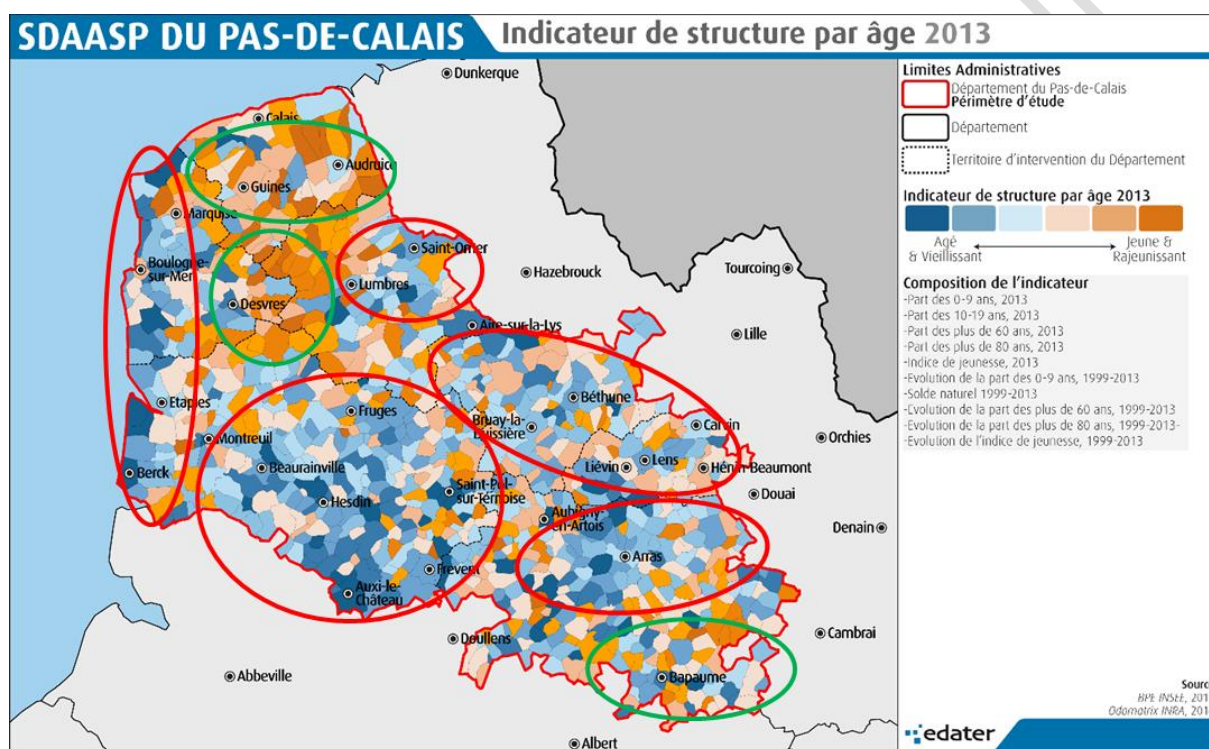 SDAASP DU PAS-DE-CALAIS
Indicateur de structure par âge 2013
Dunkerque
Calais
Audruicq
Guines
Marquise
Saint-Omer
Boulogne-
sur-Mer
Hazebrouck
Tourcoing
Lumbres
Desvres
Aire-sur-la-Lys
Lille
Béthune
Etaples
Fruges
Bruay-la-
Buissière
Carvin
Montreuil
Orchies
Berck
Beaurainville
Liévin
Lens
Hénin-Beaumont
Hesdin
Saint-Pol-
sur-Ternoise
Douai
Aubigny-
en-Artois
Denain
Arras
Frévent
Auxi-le-
Château
Doullens
Cambrai
Abbeville
Bapaume
Albert
Limites Administratives
Département du Pas-de-Calais
Périmètre d'étude
Département
Territoire d'intervention du Département
Indicateur de structure par âge 2013
Agé
& Vieillissant
Jeune &
Rajeunissant
Composition de l'indicateur
-Part des 0-9 ans, 2013
-Part des 10-19 ans, 2013
-Part des plus de 60 ans, 2013
-Part des plus de 80 ans, 2013
-Indice de jeunesse, 2013
-Evolution de la part des 0-9 ans, 1999-2013
-Solde naturel 1999-2013
-Evolution de la part des plus de 60 ans, 1999-2013
-Evolution de la part des plus de 80 ans, 1999-2013-
-Evolution de l'indice de jeunesse, 1999-2013
Sourc
BPE INSEE, 201
Odomatrix INRA, 201
edater